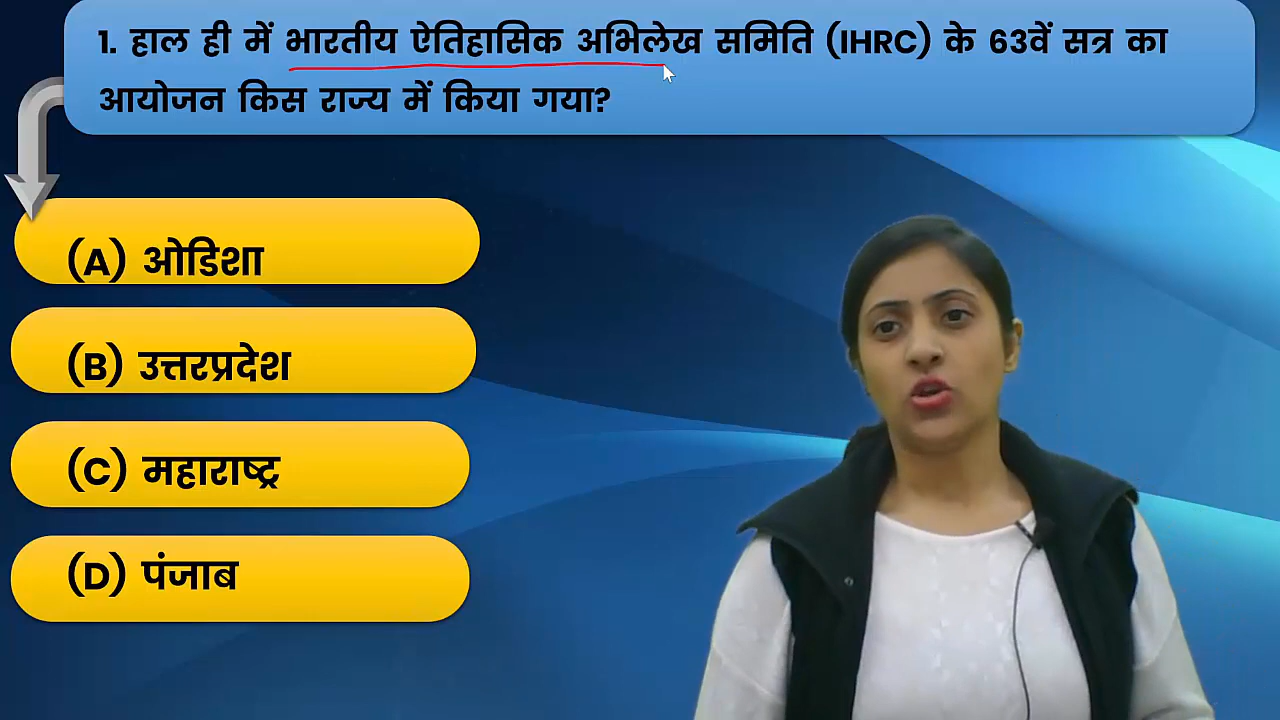 1. हाल ही में भारतीय ऐतिहासिक अभिलेख समिति (IHRC) के 63वें सत्र का
आयोजन किस राज्य में किया गया?
(A) ओडिशा
(B) उत्तरप्रदेश
(C) महाराष्ट्र
(D) पंजाब